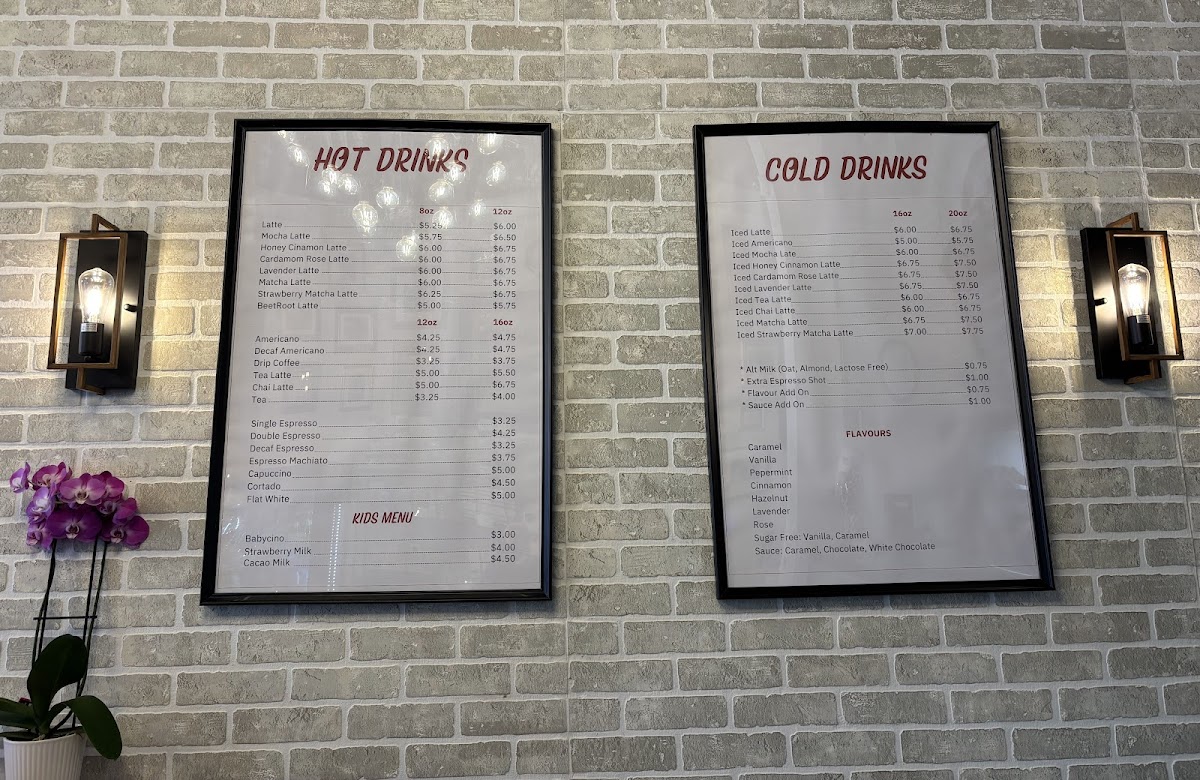 HOT DRINKS
8oz 12oz
Latte $5.25 $6.00
Mocha Latte $5.75 $6.50
Honey Cinamon Latte $6.00 $6.75
Cardamom Rose Latte $6.00 $6.75
Lavender Latte $6.00 $6.75
Matcha Latte $6.00 $6.75
Strawberry Matcha Latte $6.25 $6.75
BeetRoot Latte $5.00 $5.75
12oz 16oz
Americano $4.25 $4.75
Decaf Americano $4.25 $4.75
Drip Coffee $3.25 $3.75
Tea Latte $5.00 $5.50
Chai Latte $5.00 $6.75
Tea $3.25 $4.00
Single Espresso $3.25
Double Espresso $4.25
Decaf Espresso $3.25
Espresso Machiato $3.75
Capuccino $5.00
Cortado $4.50
Flat White $5.00
KIDS MENU
Babycino $3.00
Strawberry Milk $4.00
Cacao Milk $4.50
COLD DRINKS
16oz 20oz
Iced Latte $6.00 $6.75
Iced Americano $5.00 $5.75
Iced Mocha Late $6.00 $6.75
Iced Honey Cinnamon Latte $6.75 $7.50
Iced Cardamom Rose Latte $6.75 $7.50
Iced Lavender Latte $6.75 $7.50
Iced Tea Latte $6.00 $6.75
Iced Chai Latte $6.00 $6.75
Iced Matcha Latte $6.75 $7.50
Iced Strawberry Matcha Latte $7.00 $7.75
* Alt Milk (Oat, Almond, Lactose Free) $0.75
* Extra Espresso Shot $1.00
* Flavour Add On $0.75
* Sauce Add On $1.00
FLAVOURS
Caramel
Vanilla
Pepermint
Cinnamon
Hazelnut
Lavender
Rose
Sugar Free: Vanilla, Caramel
Sauce: Caramel, Chocolate, White Chocolate